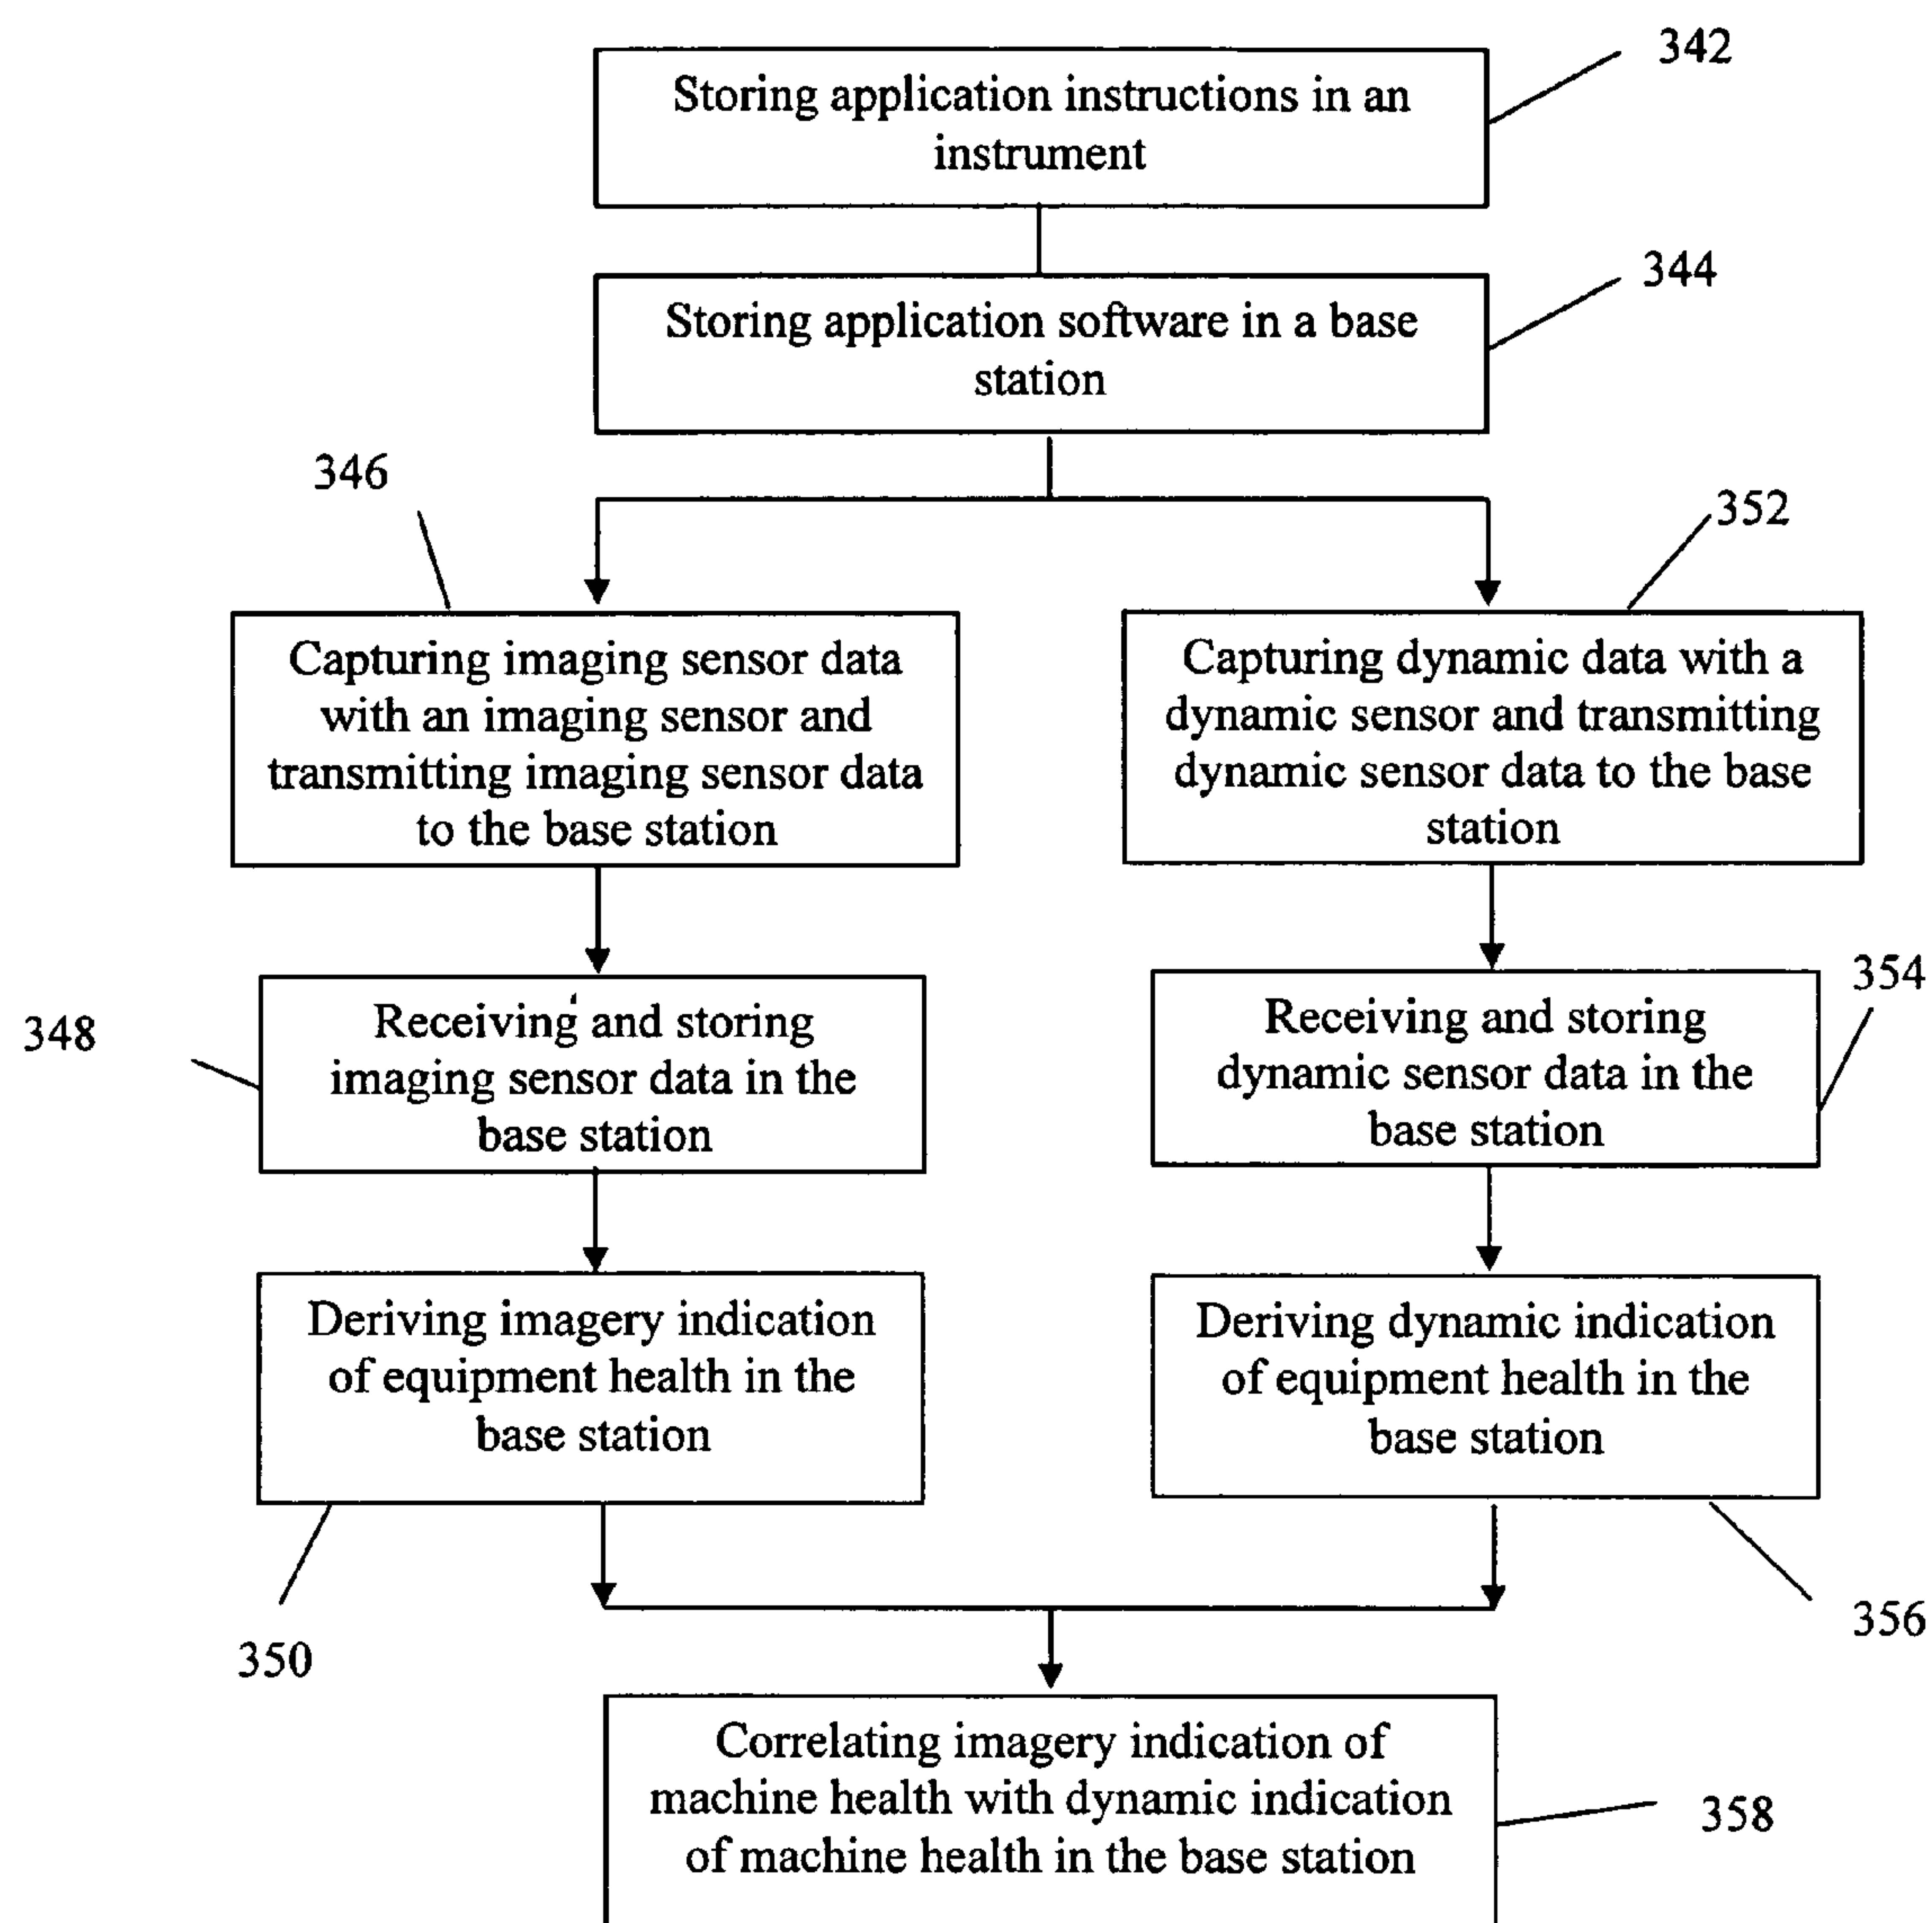 342
Storing application instructions in an
instrument
344
Storing application software in a base
station
346
352
Capturing imaging sensor data
with an imaging sensor and
transmitting imaging sensor data
to the base station
Capturing dynamic data with a
dynamic sensor and transmitting
dynamic sensor data to the base
station
348
Receiving and storing
imaging sensor data in the
base station
354
Receiving and storing
dynamic sensor data in the
base station
Deriving imagery indication
of equipment health in the
base station
350
Deriving dynamic indication
of equipment health in the
base station
356
Correlating imagery indication of
machine health with dynamic indication
of machine health in the base station
358